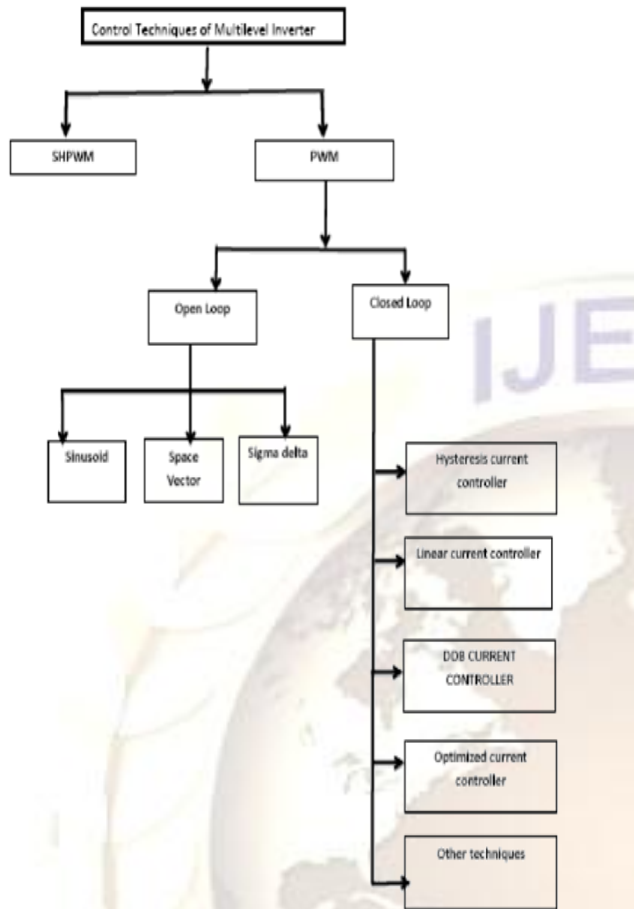 Control Techniques of Multilevel Inverter
SHPWM
PWM
Open Loop
Closed Loop
IJE
Sinusoid
Space
Vector
Sigma delta
Hysteresis current
controller
Linear current controller
DOB CURRENT
CONTROLLER
Optimized current
controller
Other techniques